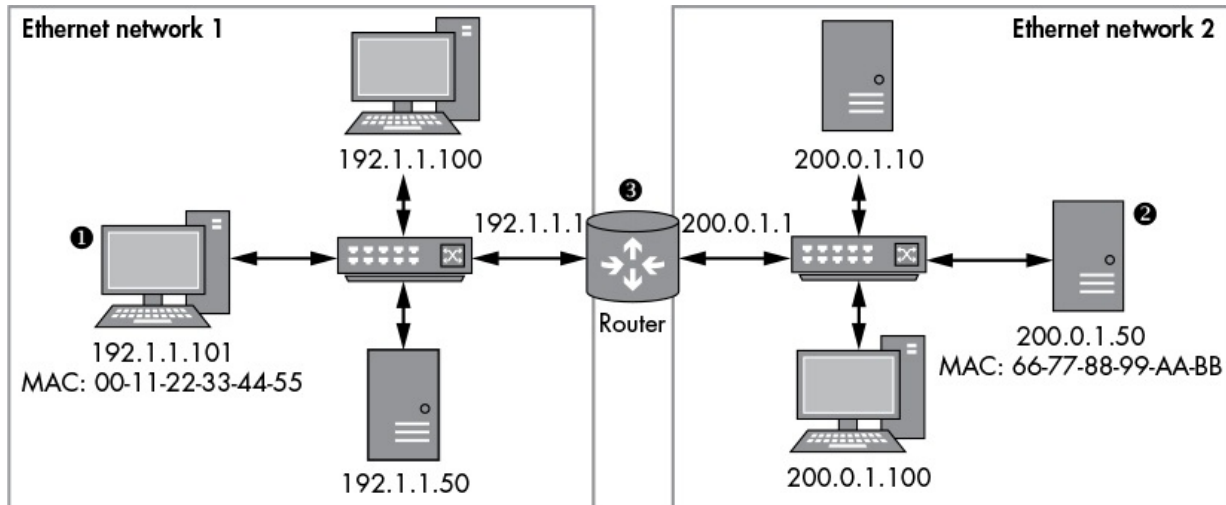 Ethernet network 1
Ethernet network 2
192.1.1.100
200.0.1.10
❶
❸
❷
192.1.1.1
200.0.1.1
Router
192.1.1.101
MAC: 00-11-22-33-44-55
200.0.1.50
MAC: 66-77-88-99-AA-BB
192.1.1.50
200.0.1.100